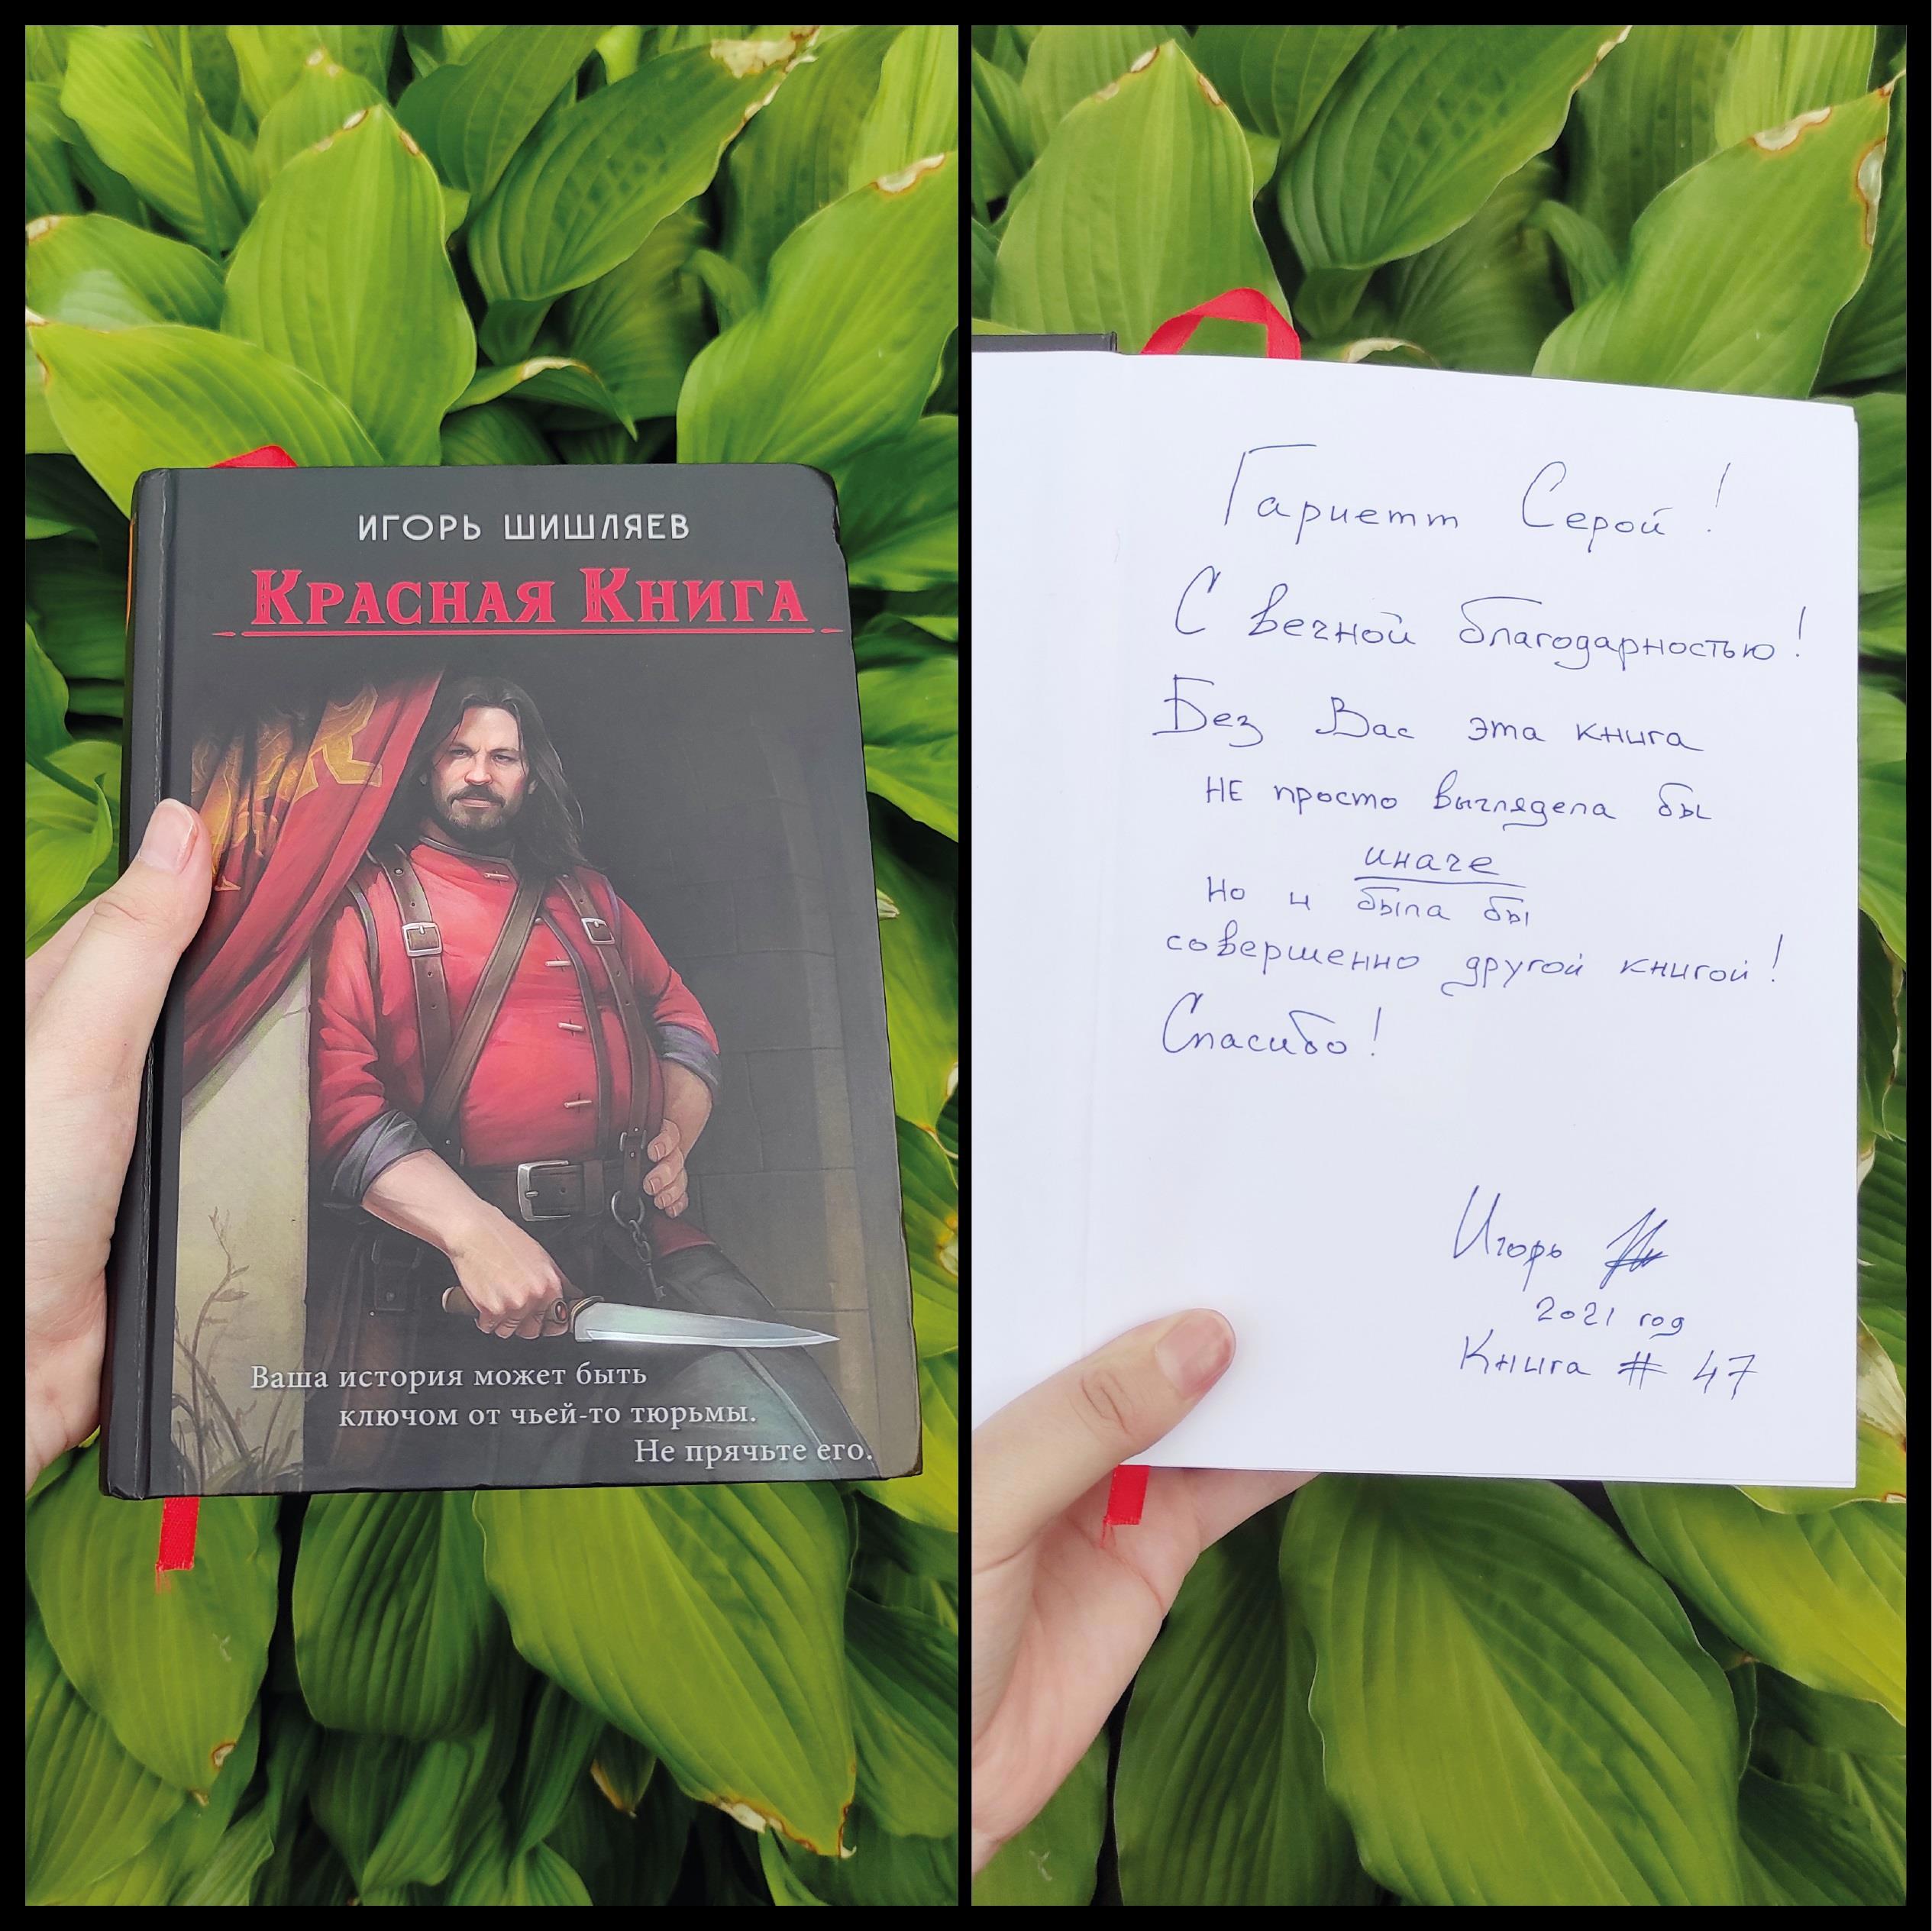 ИГОРЬ ШИШЛЯЕВ
КРАСНАЯ КНИГА
Ваша история может быть
ключом от чьей-то тюрьмы.
Не прячьте его.
Гариетт Серой!
С вечной благодарностью!
Без Вас эта книга
НЕ просто выглядела бы
иначе
но и была бы
совершенно другой книгой!
Спасибо!
Игорь
2021 год
Книга # 47